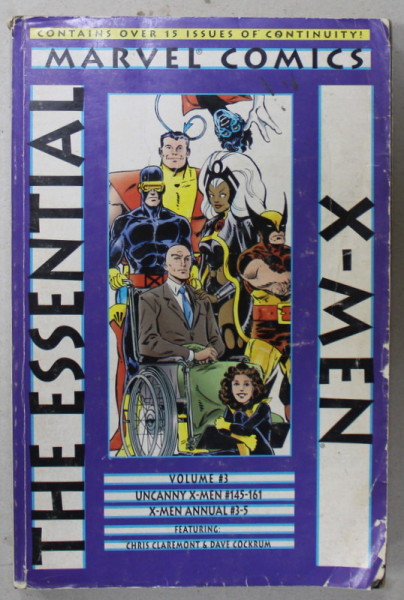 CONTAINS OVER 15 ISSUES OF CONTINUITY!
MARVEL® COMICS
THE ESSENTIAL
X-MEN®
VOLUME #3
UNCANNY X-MEN #145-161
X-MEN ANNUAL #3-5
FEATURING:
CHRIS CLAREMONT & DAVE COCKRUM